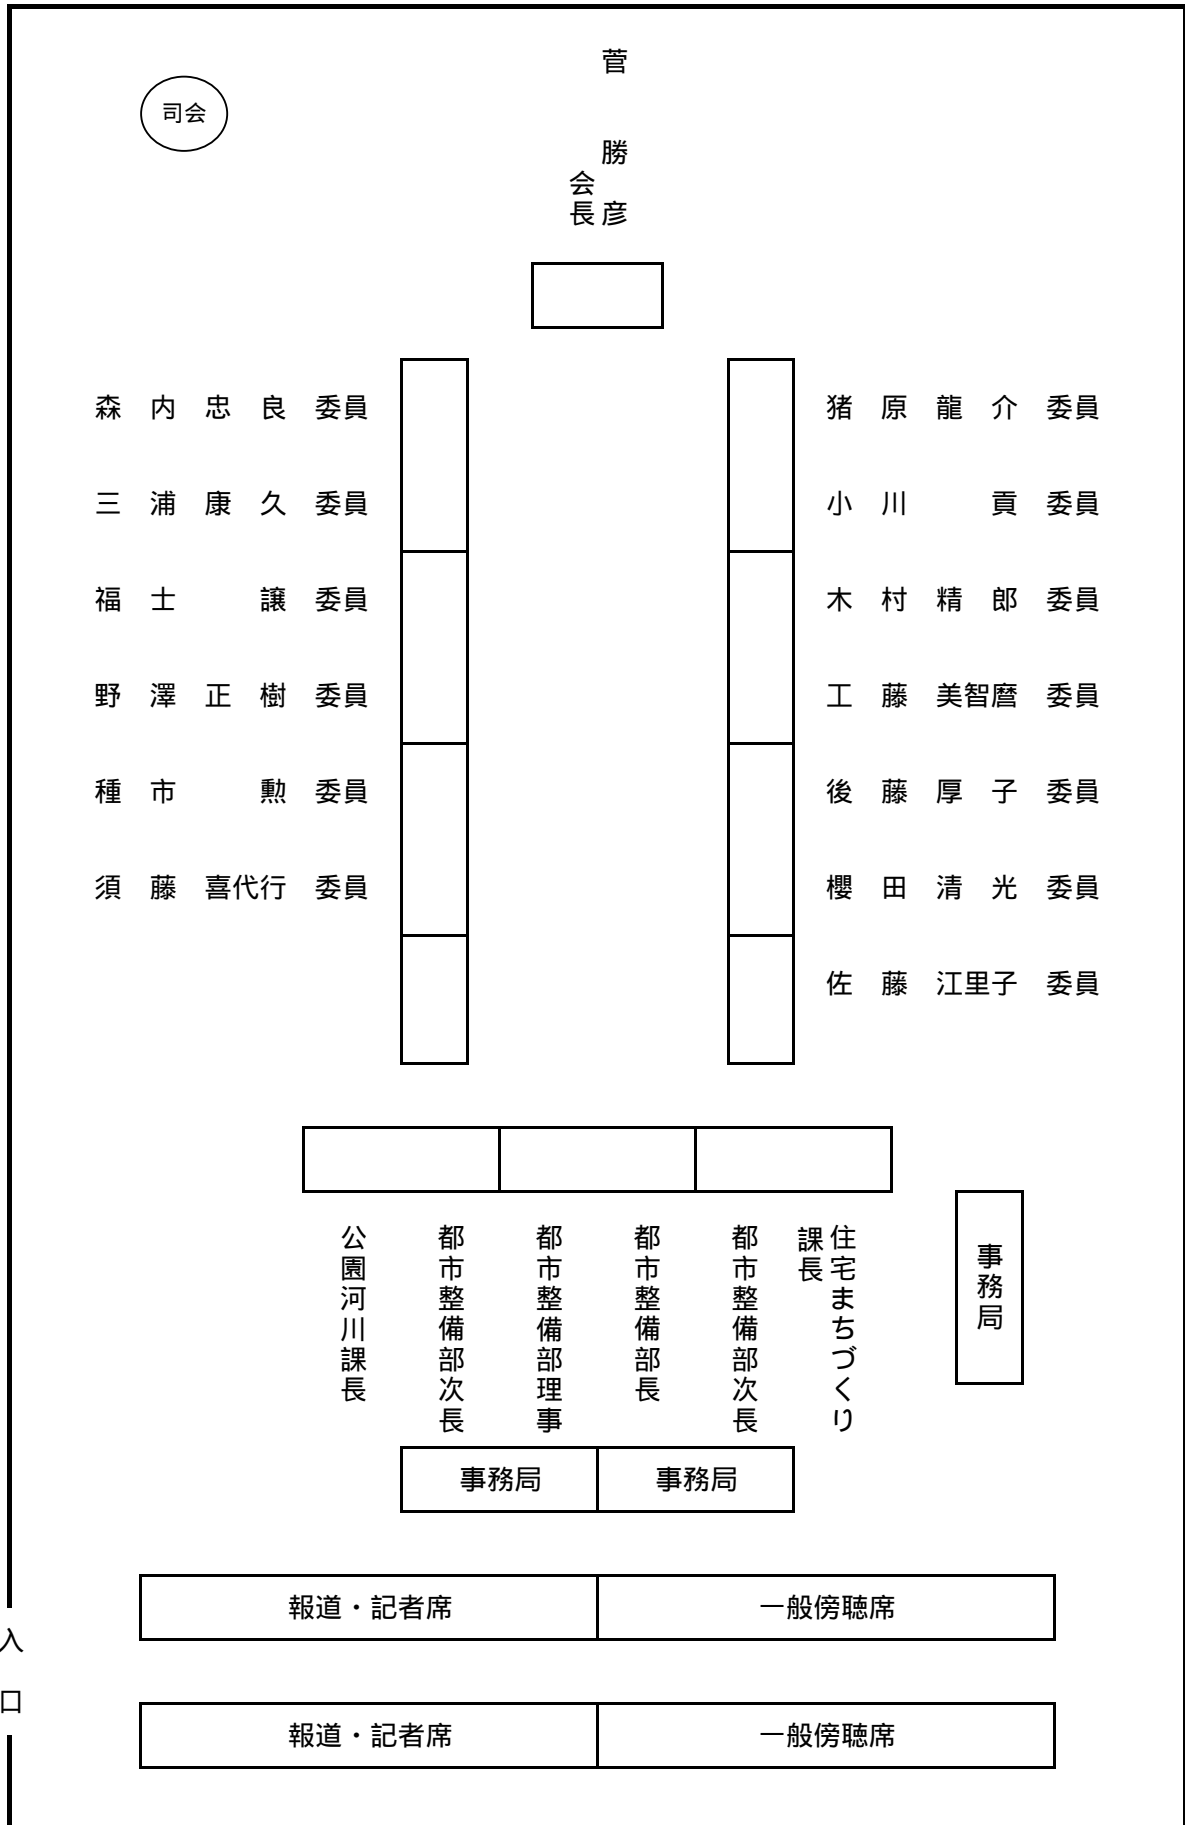 司会
菅　勝彦
会長
森　内　忠　良　委員
三　浦　康　久　委員
福　士　　　譲　委員
野　澤　正　樹　委員
種　市　　　勲　委員
須　藤　喜代行　委員
猪　原　龍　介　委員
小　川　　　貢　委員
木　村　精　郎　委員
工　藤　美智麿　委員
後　藤　厚　子　委員
櫻　田　清　光　委員
佐　藤　江里子　委員
公園河川課長
都市整備部次長
都市整備部理事
都市整備部長
都市整備部次長
住宅まちづくり
課長
事務局
事務局
事務局
報道・記者席
一般傍聴席
入口
報道・記者席
一般傍聴席